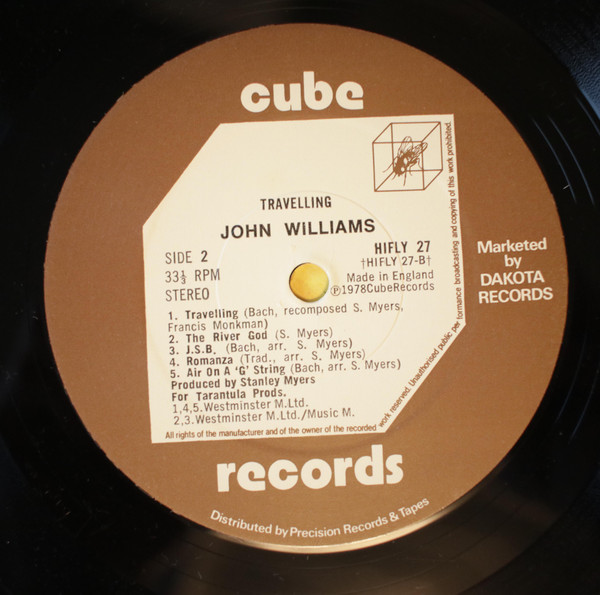 cube
TRAVELLING
JOHN WILLIAMS
SIDE 2
33⅓ RPM
STEREO
HIFLY 27
†HIFLY 27-B†
Made in England
Ⓟ1978CubeRecords
1. Travelling (Bach, recomposed S. Myers,
Francis Monkman)
2. The River God (S. Myers)
3. J.S.B. (Bach, arr. S. Myers)
4. Romanza (Trad., arr. S. Myers)
5. Air On A 'G' String (Bach, arr S. Myers)
Produced by Stanley Myers
For Tarantula Prods.
1,4,5.Westminster M.Ltd.
2,3.Westminster M.Ltd./Music M.
All rights of the manufacturer and of the owner of the recorded work reserved. Unauthorised public performance broadcasting and copying of this work prohibited.
Marketed
by
DAKOTA
RECORDS
records
Distributed by Precision Records & Tapes